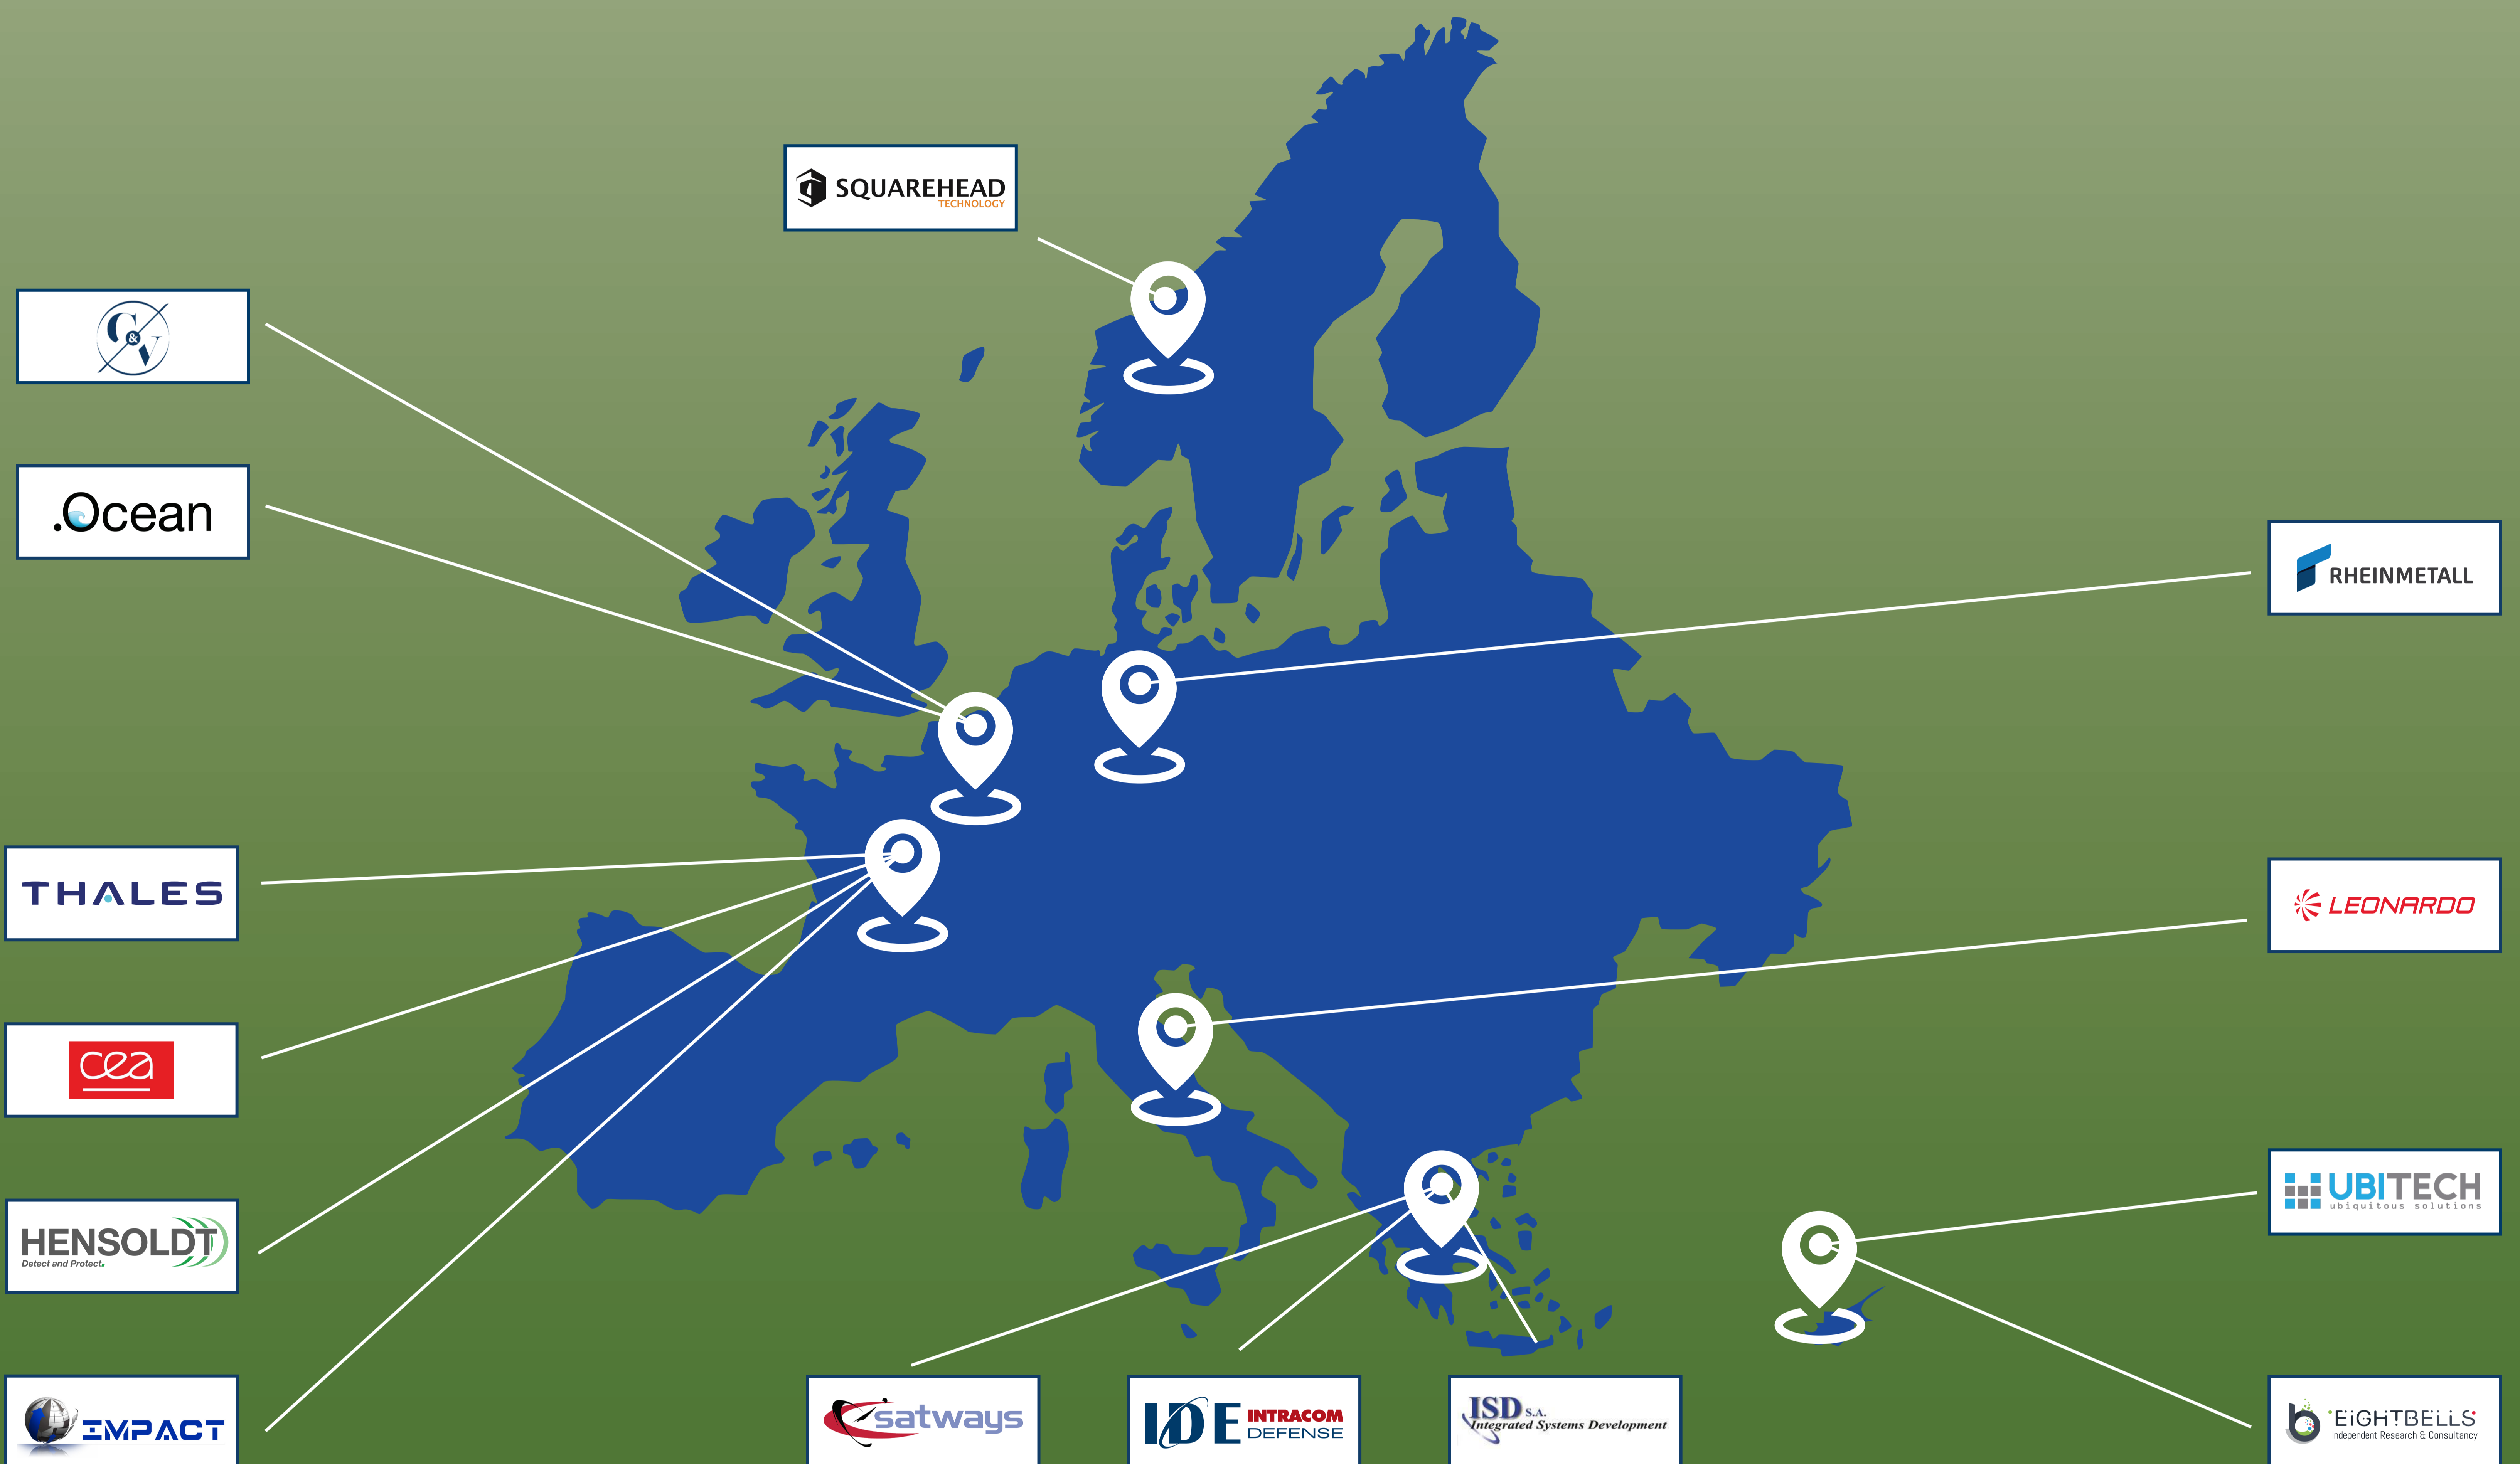 SQUAREHEAD
TECHNOLOGY
C&V
.Ocean
RHEINMETALL
THALES
LEONARDO
cea
UBITECH
ubiquitous solutions
HENSOLDT
Detect and Protect.
IMPACT
satways
IDE INTRACOM
DEFENSE
ISD S.A.
Integrated Systems Development
EIGHTBELLS
Independent Research & Consultancy